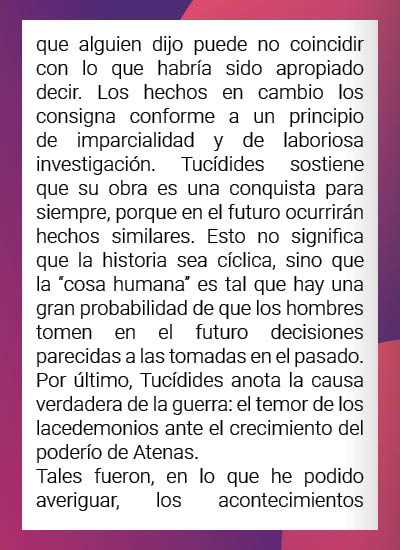 que alguien dijo puede no coincidir
con lo que habría sido apropiado
decir. Los hechos en cambio los
consigna conforme a un principio
de imparcialidad y de laboriosa
investigación. Tucídides sostiene
que su obra es una conquista para
siempre, porque en el futuro ocurrirán
hechos similares. Esto no significa
que la historia sea cíclica, sino que
la “cosa humana” es tal que hay una
gran probabilidad de que los hombres
tomen en el futuro decisiones
parecidas a las tomadas en el pasado.
Por último, Tucídides anota la causa
verdadera de la guerra: el temor de los
lacedemonios ante el crecimiento del
poderío de Atenas.
Tales fueron, en lo que he podido
averiguar, los acontecimientos